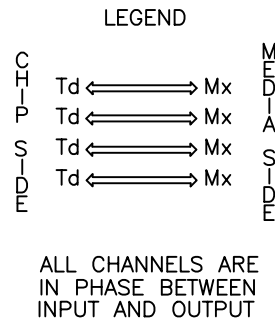 LEGEND
CHIP SIDE
Td Mx
Td Mx
Td Mx
Td Mx
MEDIA SIDE
ALL CHANNELS ARE
IN PHASE BETWEEN
INPUT AND OUTPUT